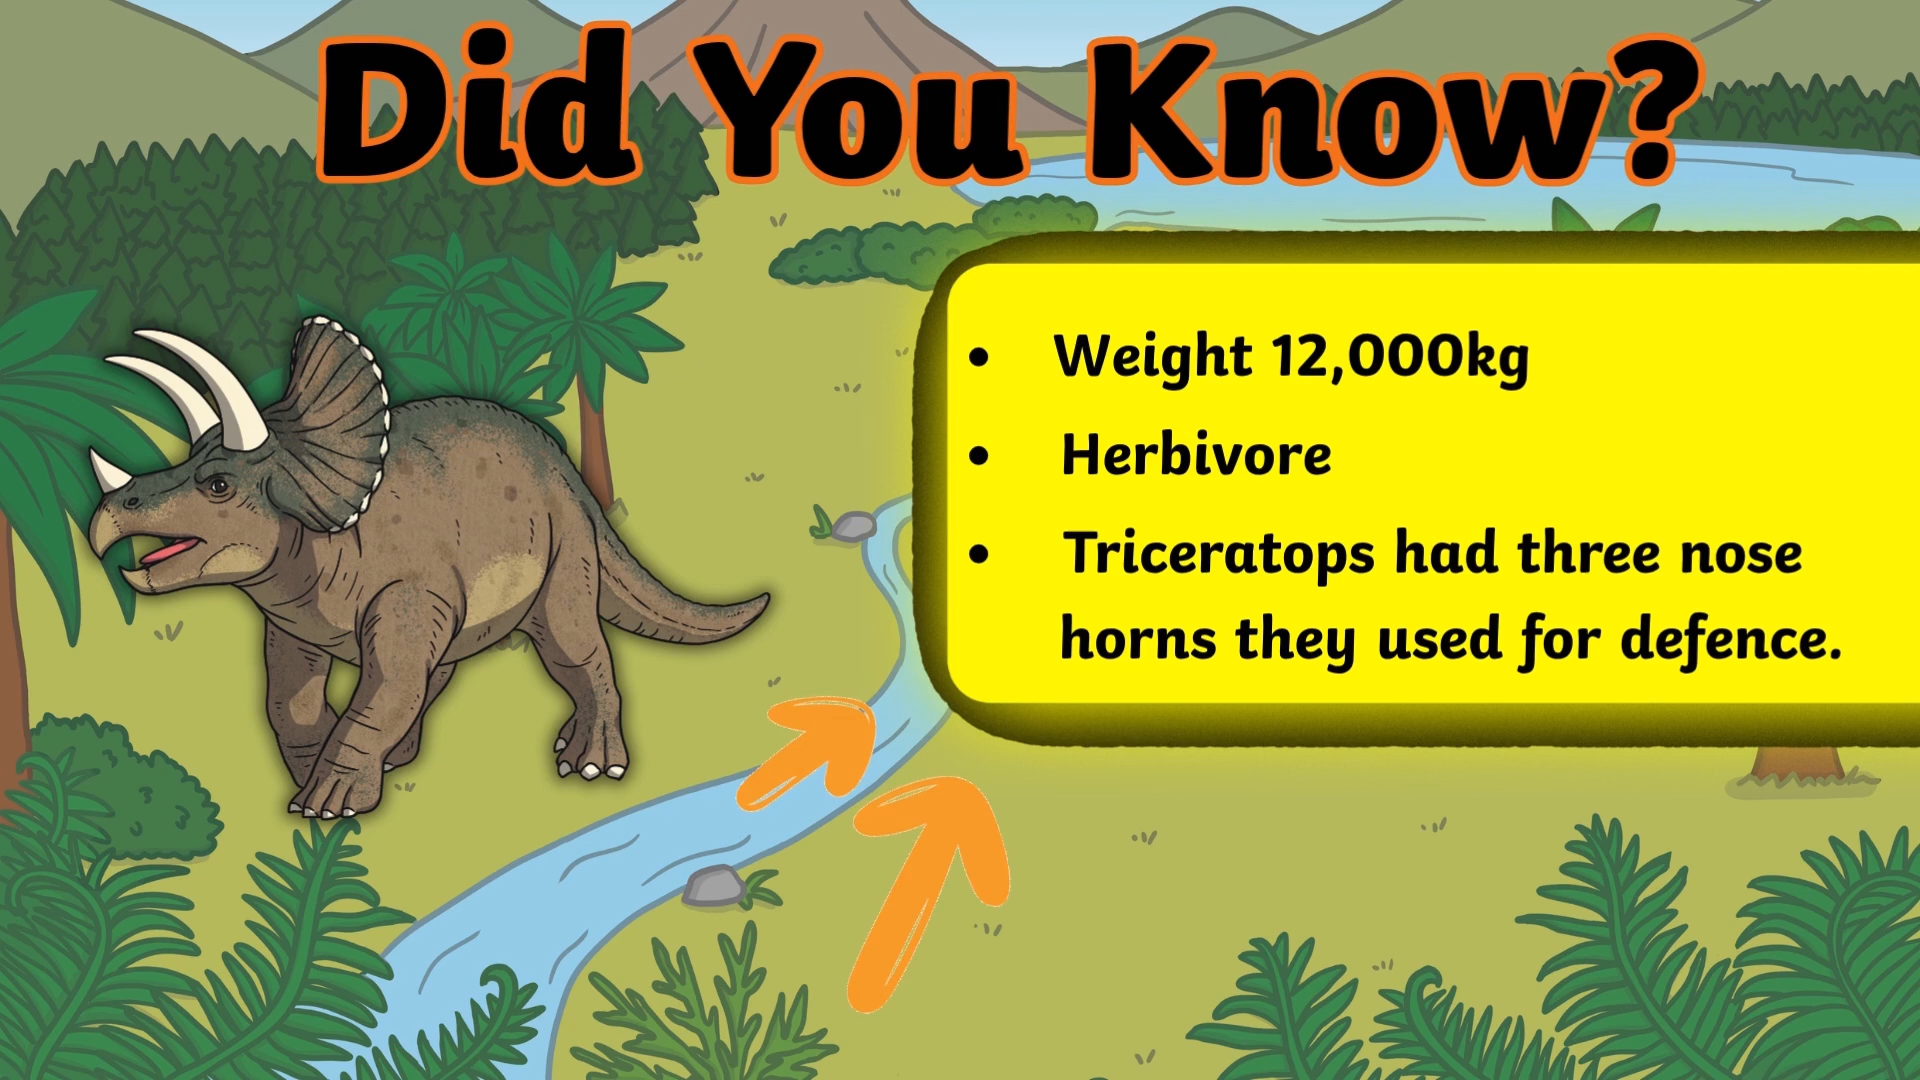 Did You Know?
• Weight 12,000kg
• Herbivore
• Triceratops had three nose
horns they used for defence.